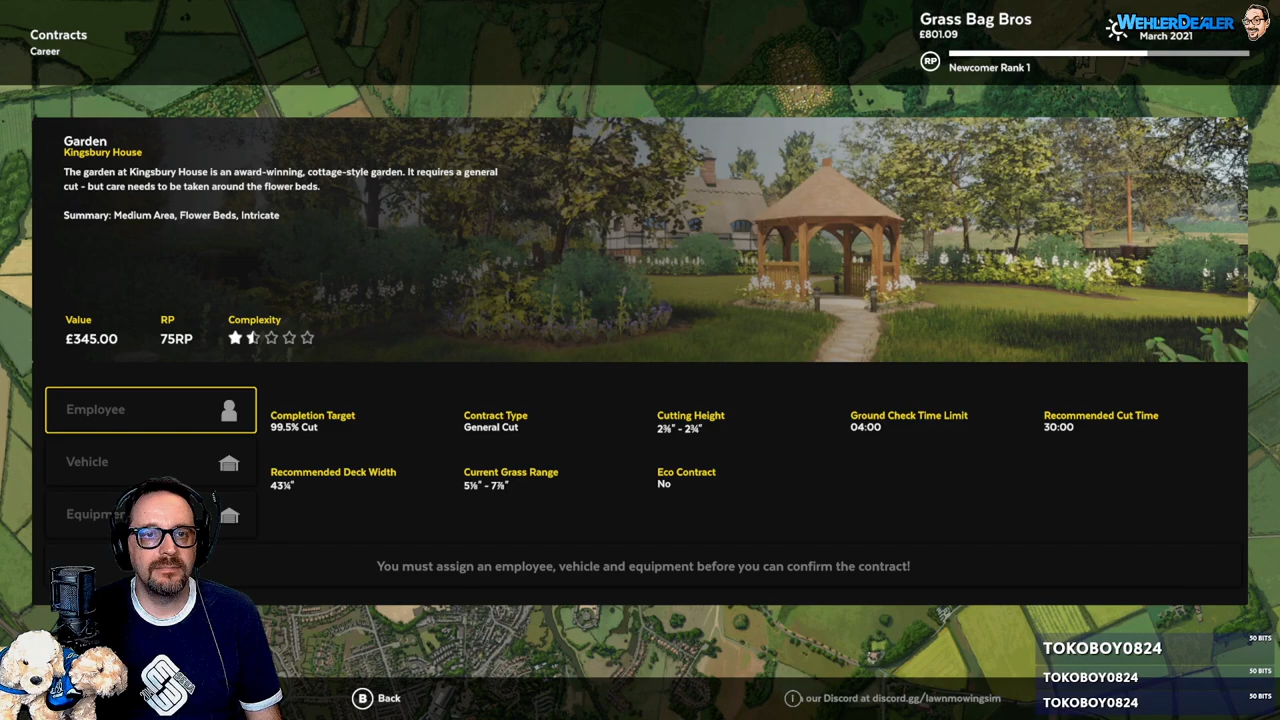 Contracts
Career
Grass Bag Bros
£801.09
WEHLERDEALER
March 2021
RP
Newcomer Rank 1
Garden
Kingsbury House
The garden at Kingsbury House is an award-winning, cottage-style garden. It requires a general
cut - but care needs to be taken around the flower beds.
Summary: Medium Area, Flower Beds, Intricate
Value
RP
Complexity
£345.00
75RP
Employee
Vehicle
Completion Target
99.5% Cut
Contract Type
General Cut
Cutting Height
2⅜" - 2¾"
Ground Check Time Limit
04:00
Recommended Cut Time
30:00
Recommended Deck Width
43¼"
Current Grass Range
5⅛" - 7⅞"
Eco Contract
No
You must assign an employee, vehicle and equipment before you can confirm the contract!
B Back
our Discord at discord.gg/lawnmowingsim
50 BITS
TOKOBOY0824
50 BITS
TOKOBOY0824
50 BITS
TOKOBOY0824